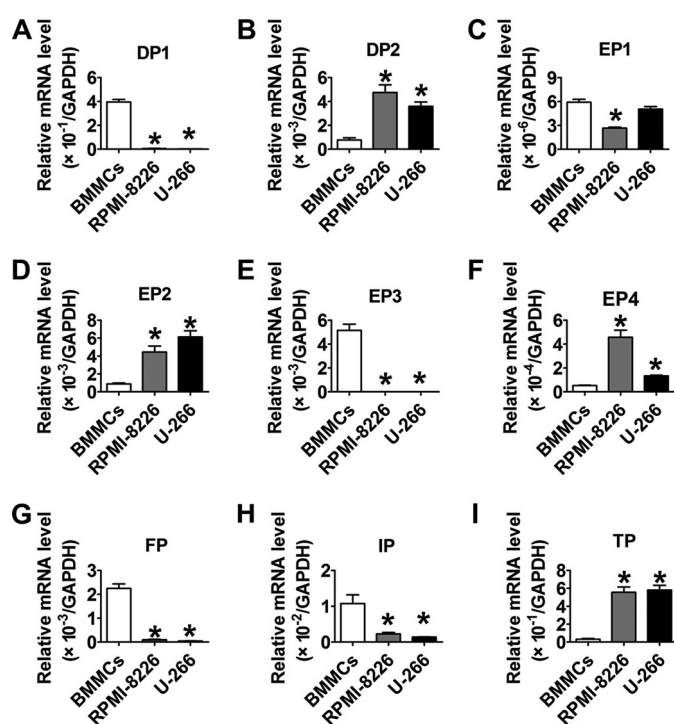 A
DP1
Relative mRNA level
(× 10⁻¹/GAPDH)
6
4
2
0
*
*
BMMCs
RPMI-8226
U-266
B
DP2
Relative mRNA level
(× 10⁻³/GAPDH)
6
4
2
0
*
*
BMMCs
RPMI-8226
U-266
C
EP1
Relative mRNA level
(× 10⁻⁶/GAPDH)
9
6
3
0
*
BMMCs
RPMI-8226
U-266
D
EP2
Relative mRNA level
(× 10⁻³/GAPDH)
8
6
4
2
0
*
*
BMMCs
RPMI-8226
U-266
E
EP3
Relative mRNA level
(× 10⁻³/GAPDH)
6
4
2
0
*
*
BMMCs
RPMI-8226
U-266
F
EP4
Relative mRNA level
(× 10⁻⁴/GAPDH)
6
4
2
0
*
*
BMMCs
RPMI-8226
U-266
G
FP
Relative mRNA level
(× 10⁻³/GAPDH)
3
2
1
0
*
*
BMMCs
RPMI-8226
U-266
H
IP
Relative mRNA level
(× 10⁻²/GAPDH)
2
1
0
*
*
BMMCs
RPMI-8226
U-266
I
TP
Relative mRNA level
(× 10⁻¹/GAPDH)
8
6
4
2
0
*
*
BMMCs
RPMI-8226
U-266